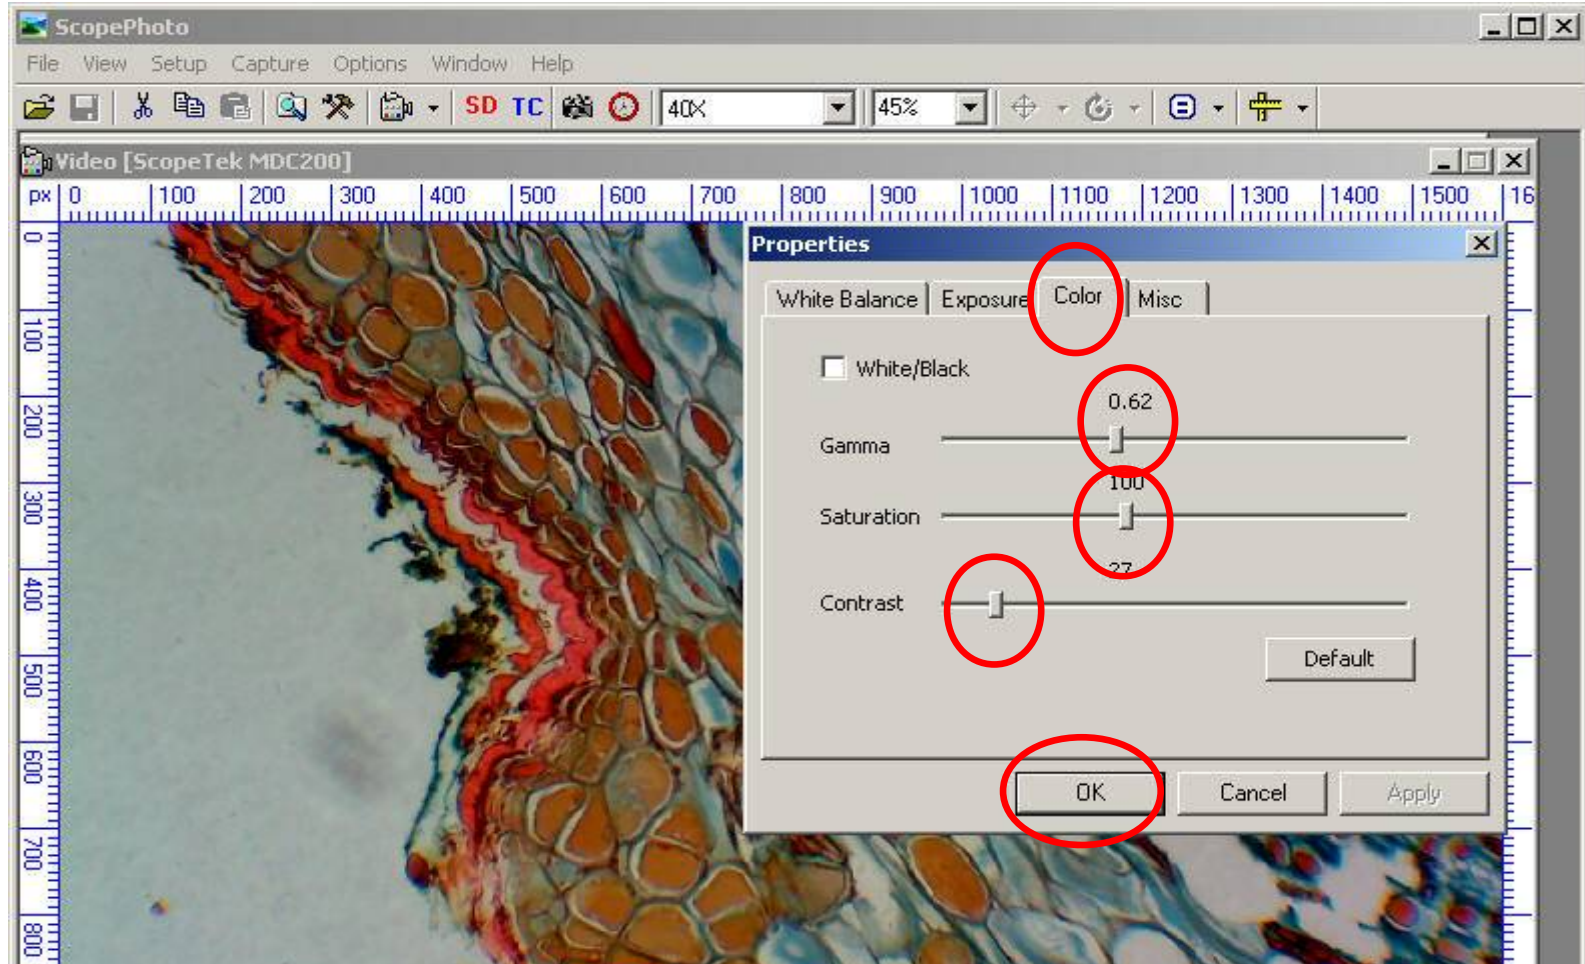 ScopePhoto
File View Setup Capture Options Window Help
SD TC 40X 45%
Video [ScopeTek MDC200]
px 0 100 200 300 400 500 600 700 800 900 1000 1100 1200 1300 1400 1500 16
0
100
200
300
400
500
600
700
800
Properties
White Balance Exposure Color Misc
White/Black
0.62
Gamma
100
Saturation
27
Contrast
Default
OK Cancel Apply